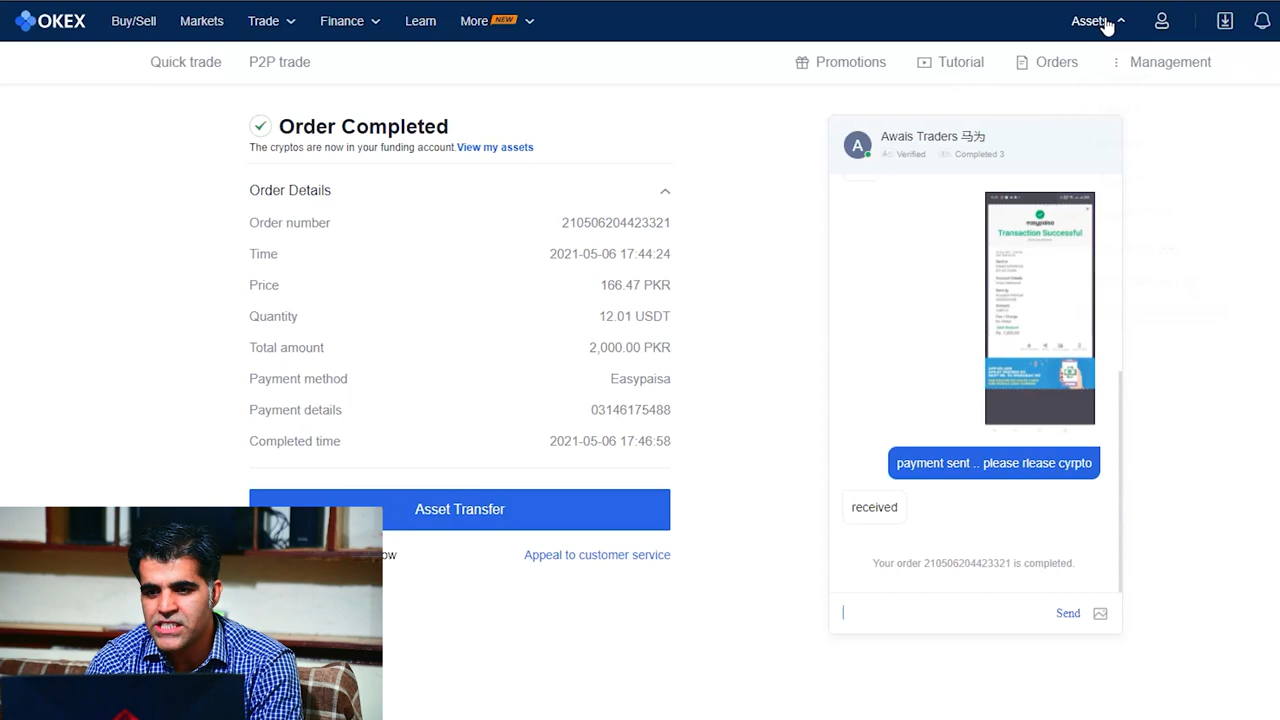 OKEX Buy/Sell Markets Trade Finance Learn More NEW Assets
Quick trade P2P trade Promotions Tutorial Orders Management
Order Completed
The cryptos are now in your funding account.View my assets
Order Details
Order number 210506204423321
Time 2021-05-06 17:44:24
Price 166.47 PKR
Quantity 12.01 USDT
Total amount 2,000.00 PKR
Payment method Easypaisa
Payment details 03146175488
Completed time 2021-05-06 17:46:58
Asset Transfer
ow Appeal to customer service
A
Awais Traders 马为
Verified Completed 3
easypaisa
Transaction Successful
payment sent .. please rlease cyrpto
received
Your order 210506204423321 is completed.
Send